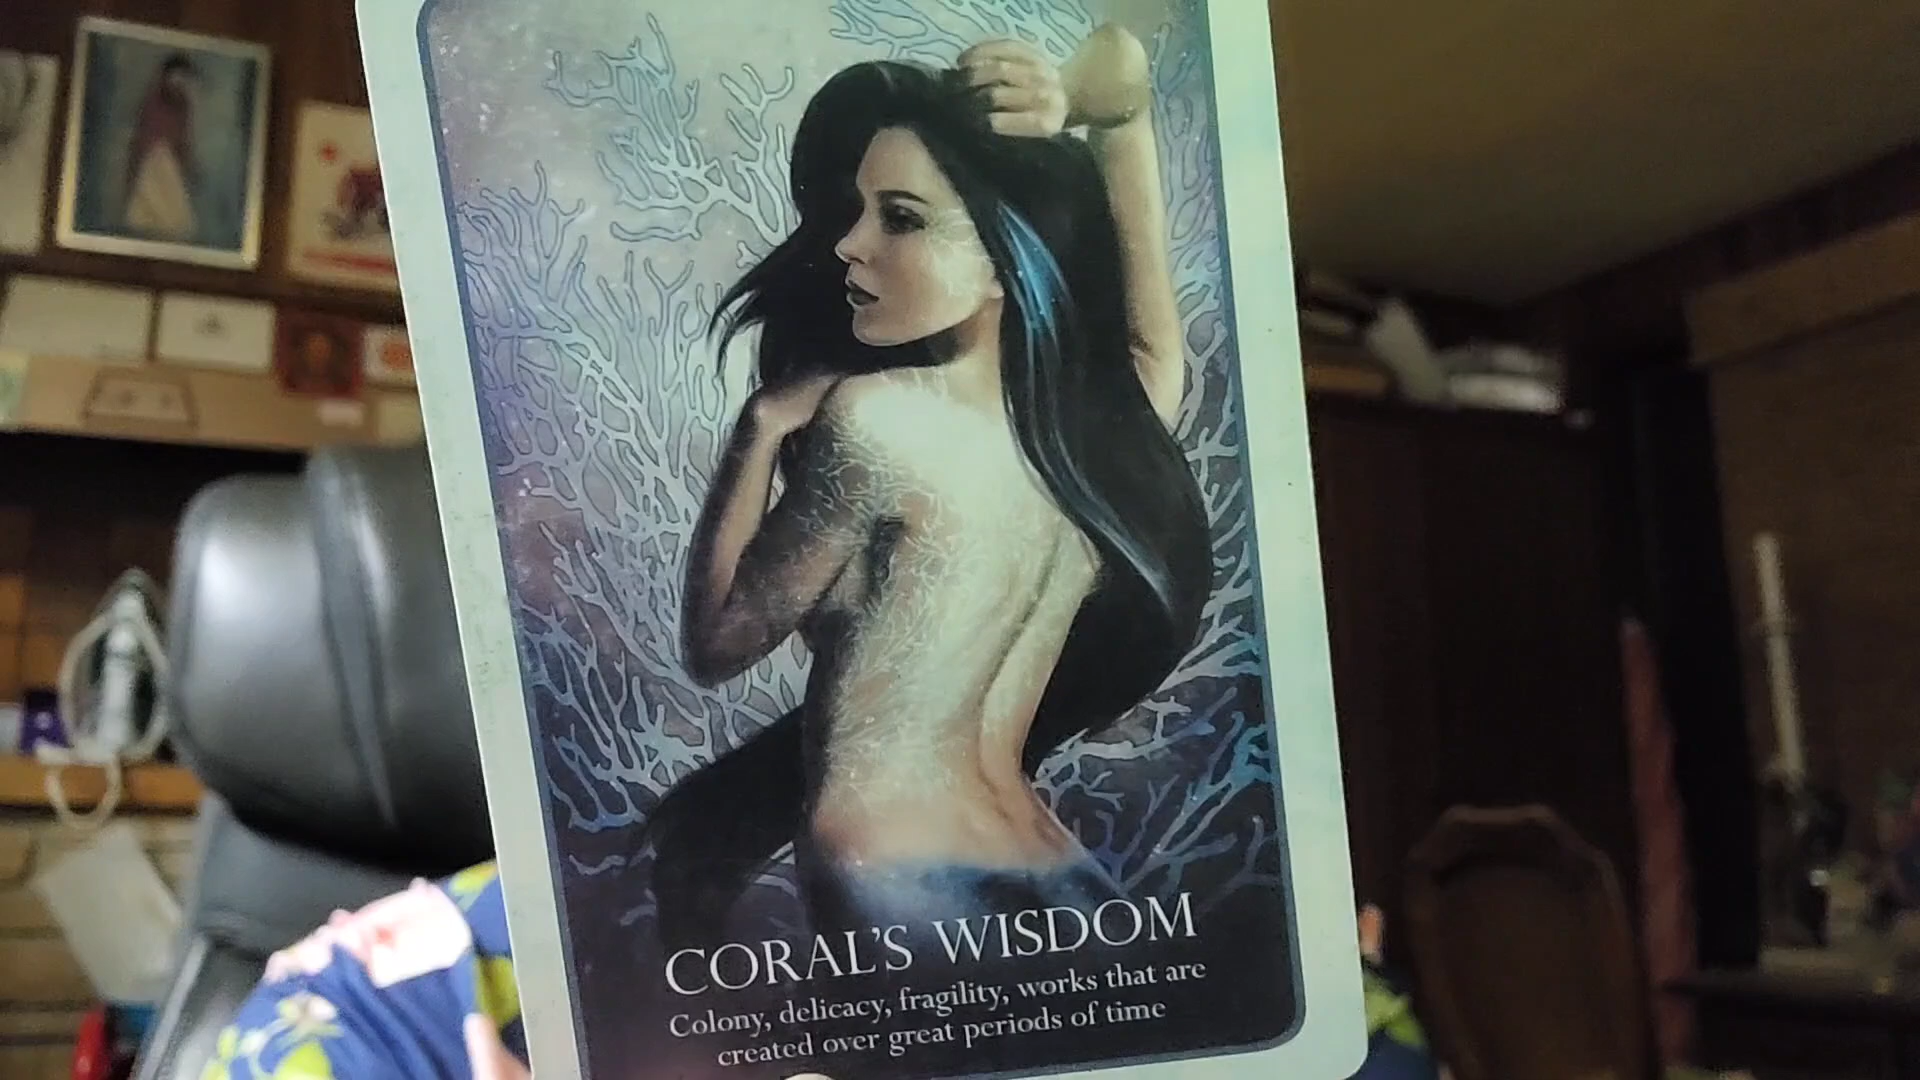 CORAL'S WISDOM
Colony, delicacy, fragility, works that are
created over great periods of time